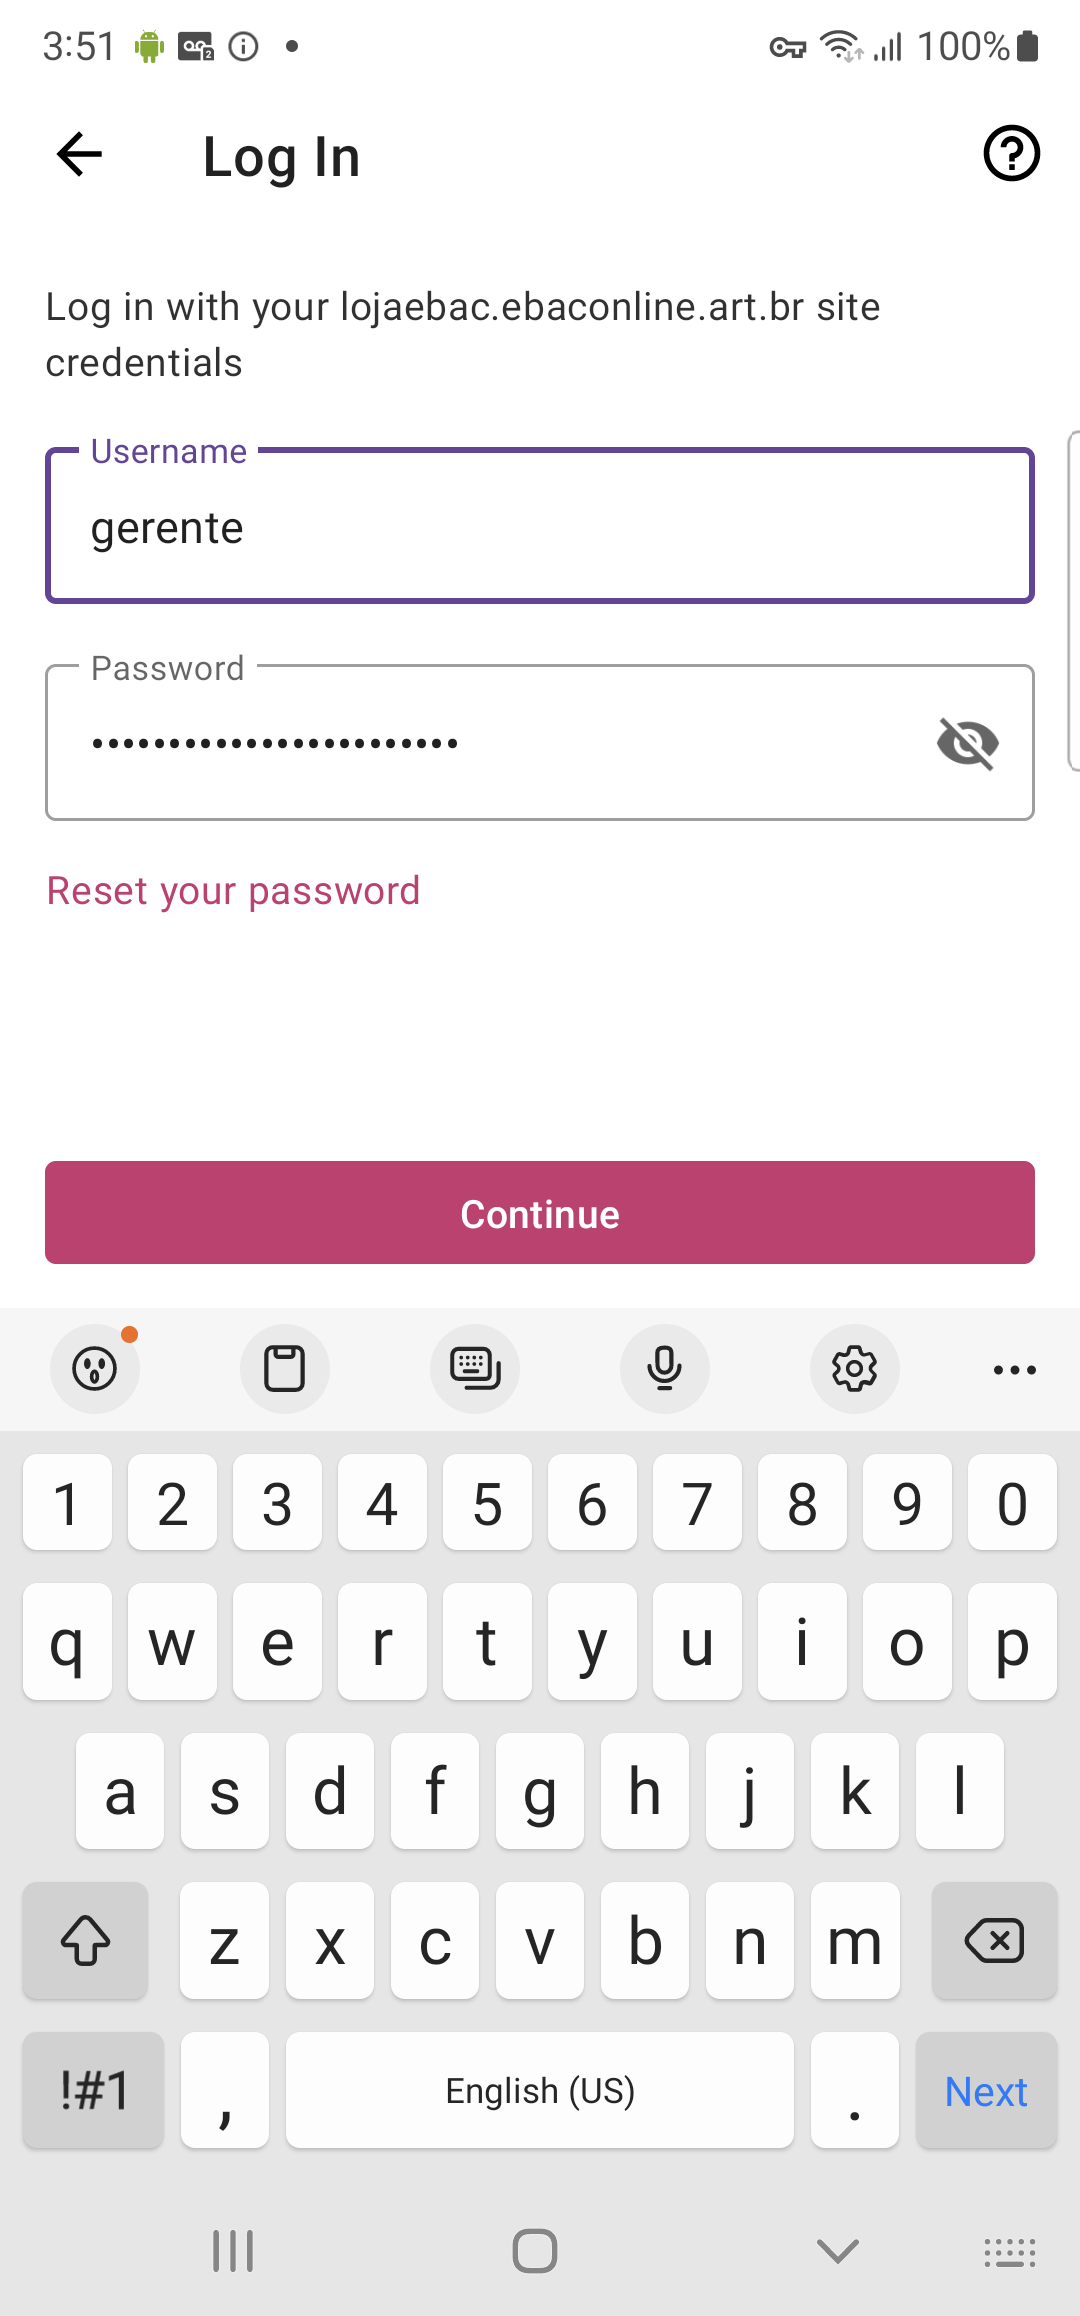 3:51
100%
Log In
Log in with your lojaebac.ebaconline.art.br site
credentials
Username
gerente
Password
••••••••••••••••••••••••
Reset your password
Continue
1 2 3 4 5 6 7 8 9 0
q w e r t y u i o p
a s d f g h j k l
z x c v b n m
!#1 , English (US) . Next